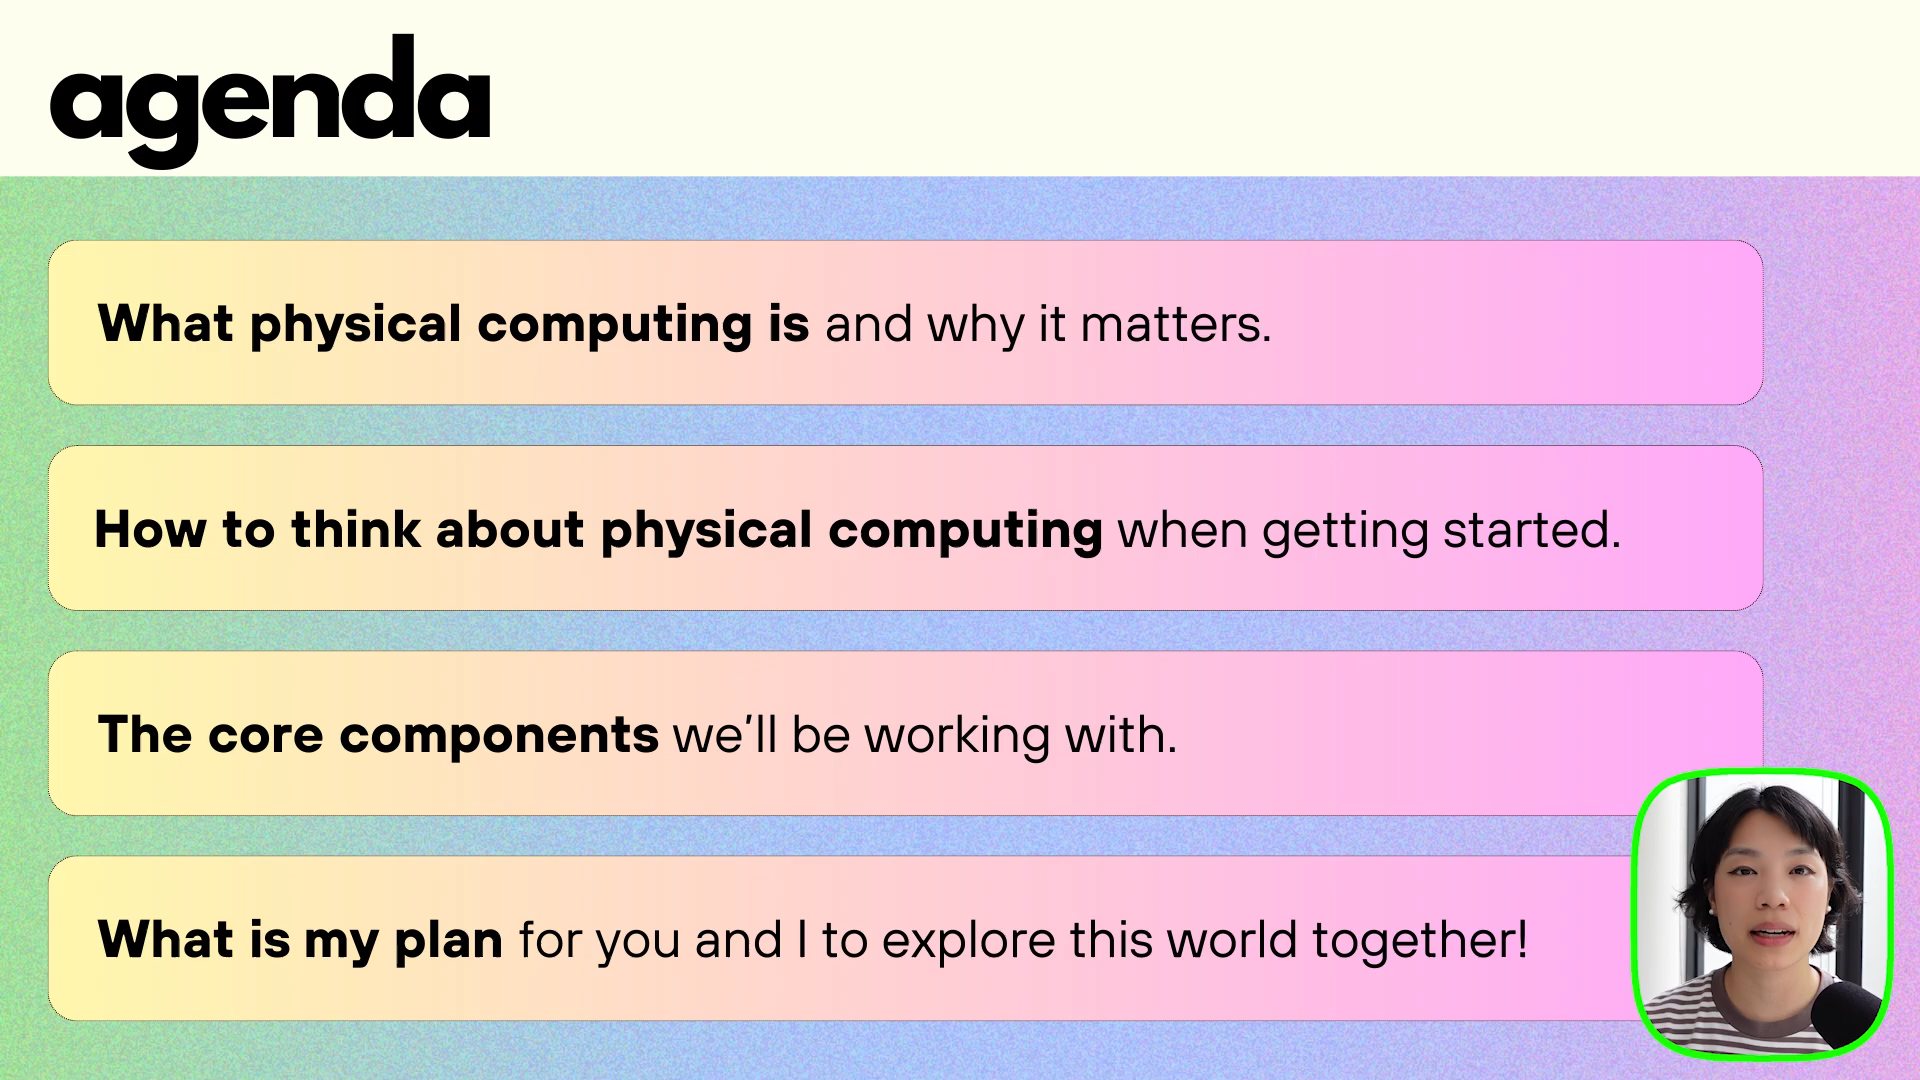 agenda
What physical computing is and why it matters.
How to think about physical computing when getting started.
The core components we'll be working with.
What is my plan for you and I to explore this world together!